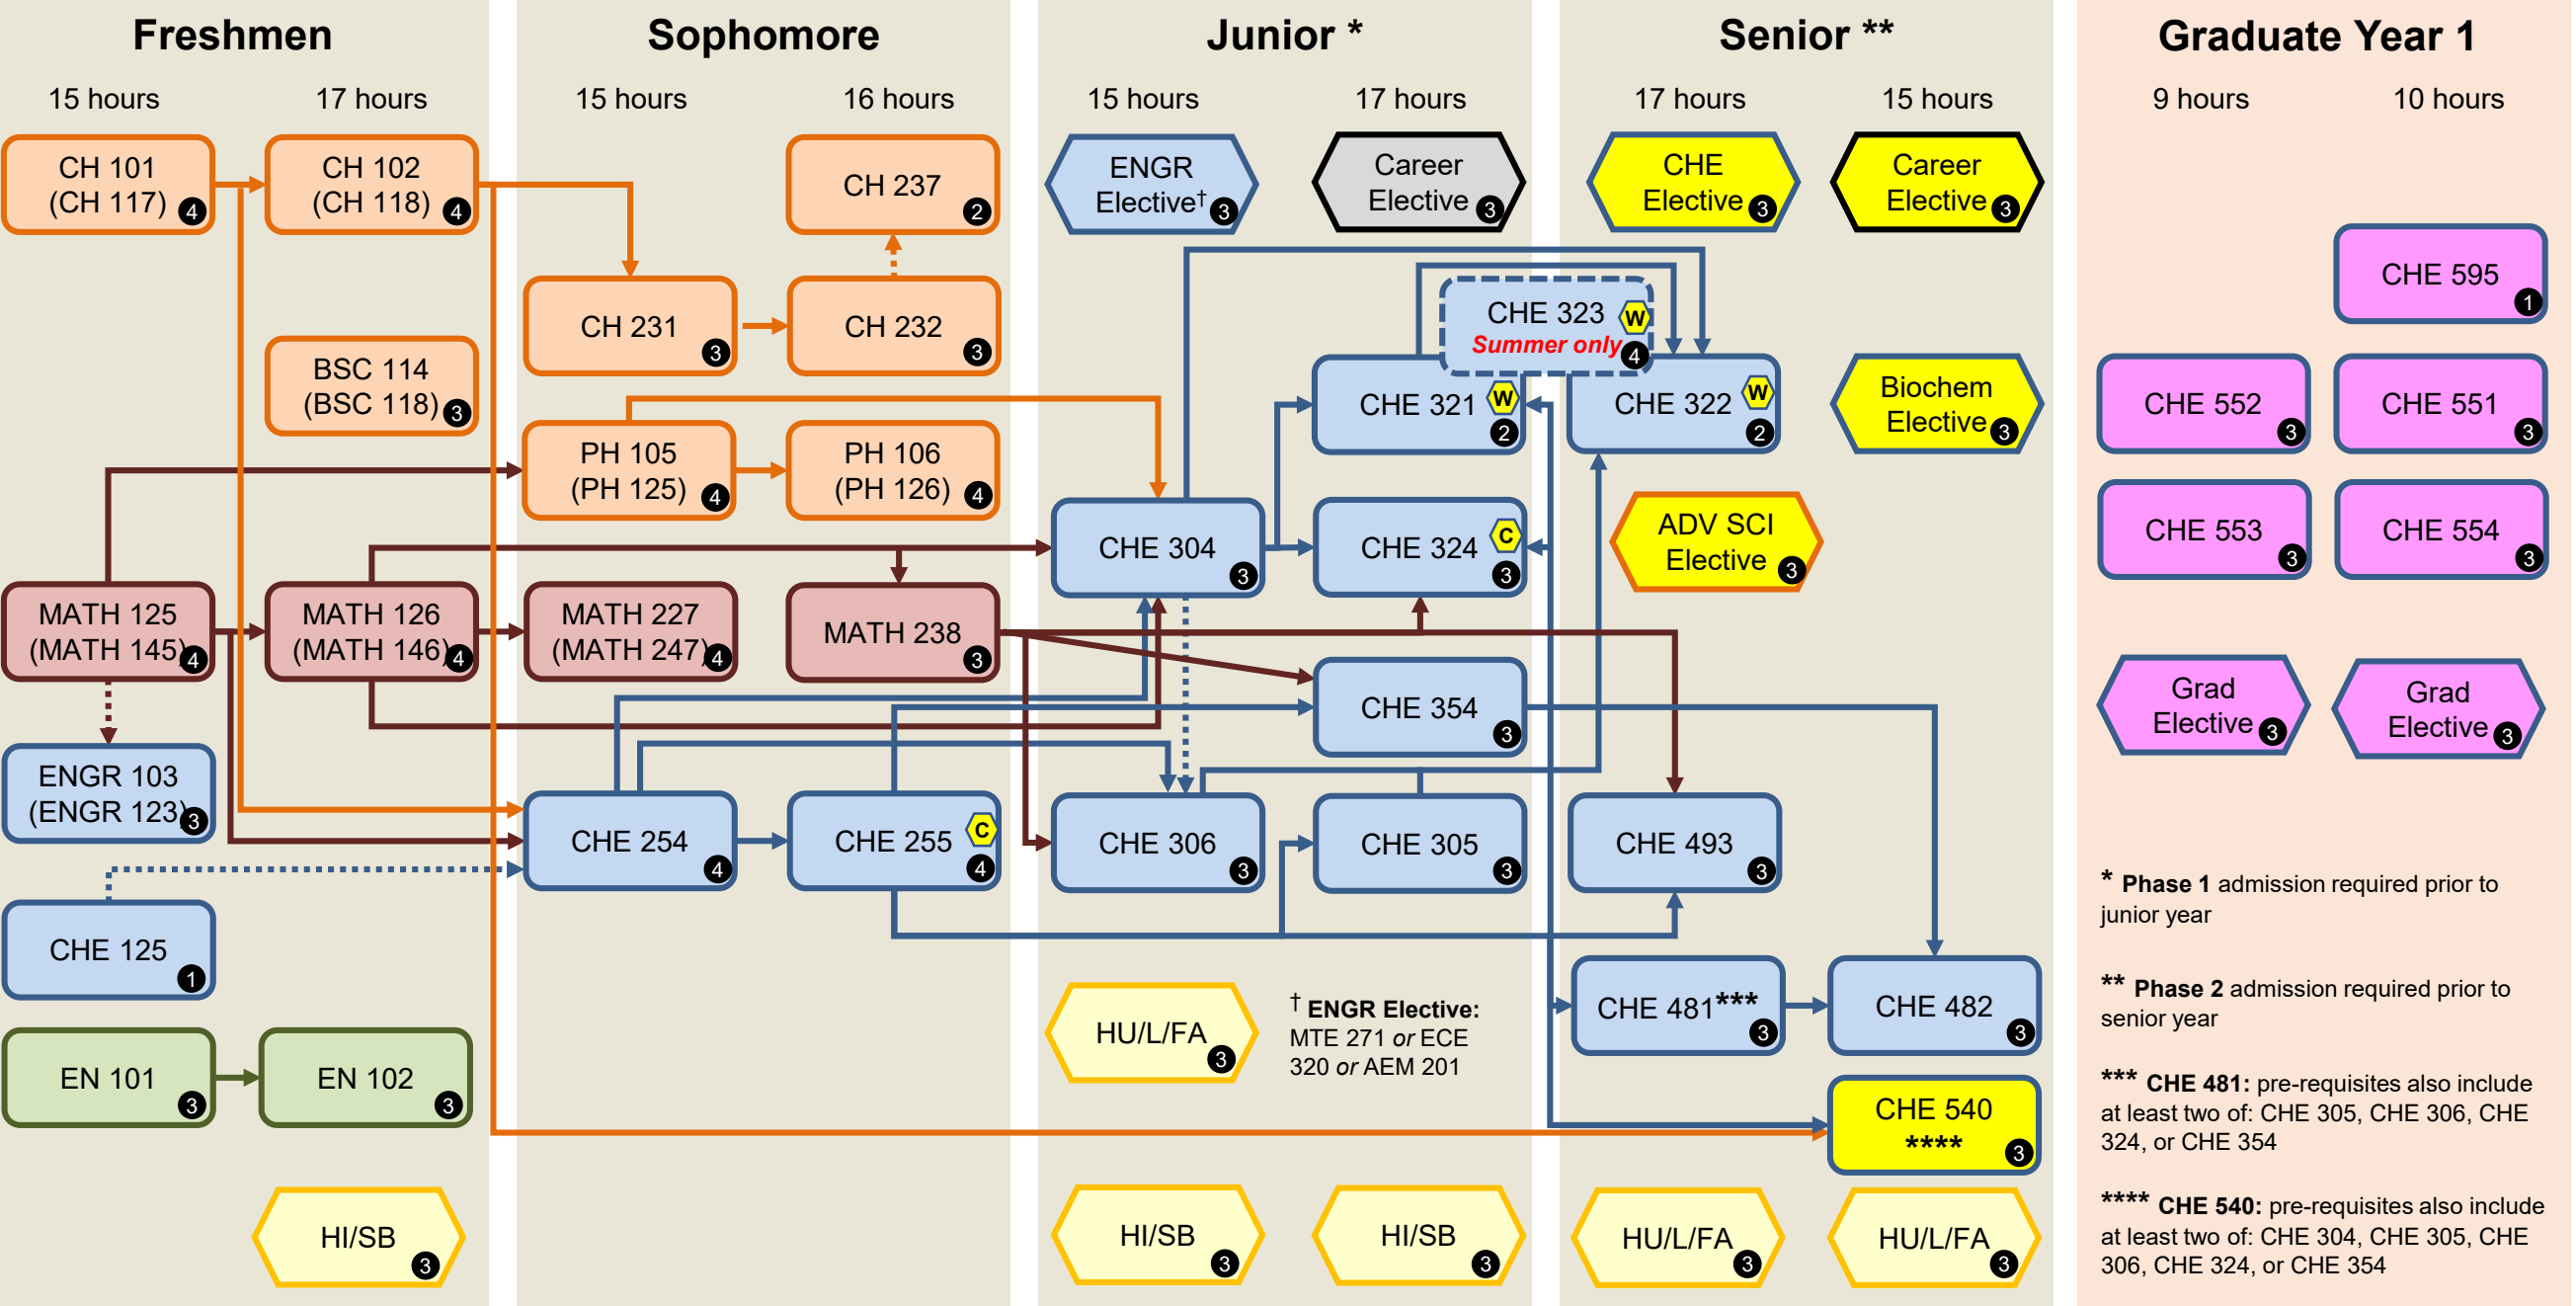 Freshmen
15 hours
17 hours
CH 101
(CH 117)
4
CH 102
(CH 118)
4
BSC 114
(BSC 118)
3
MATH 125
(MATH 145)
4
MATH 126
(MATH 146)
4
ENGR 103
(ENGR 123)
3
CHE 125
1
EN 101
3
EN 102
3
HI/SB
3
Sophomore
15 hours
16 hours
CH 237
2
CH 231
3
CH 232
3
PH 105
(PH 125)
4
PH 106
(PH 126)
4
MATH 227
(MATH 247)
4
MATH 238
3
CHE 254
4
CHE 255
C
4
Junior *
15 hours
17 hours
ENGR
Elective†
3
Career
Elective
3
CHE 323
W
Summer only
4
CHE 321
W
2
CHE 304
3
CHE 324
C
3
CHE 354
3
CHE 306
3
CHE 305
3
HU/L/FA
3
† ENGR Elective:
MTE 271 or ECE
320 or AEM 201
HI/SB
3
HI/SB
3
Senior **
17 hours
15 hours
CHE
Elective
3
Career
Elective
3
CHE 322
W
2
Biochem
Elective
3
ADV SCI
Elective
3
CHE 493
3
CHE 481***
3
CHE 482
3
CHE 540
****
3
HU/L/FA
3
HU/L/FA
3
Graduate Year 1
9 hours
10 hours
CHE 595
1
CHE 552
3
CHE 551
3
CHE 553
3
CHE 554
3
Grad
Elective
3
Grad
Elective
3
* Phase 1 admission required prior to
junior year
** Phase 2 admission required prior to
senior year
*** CHE 481: pre-requisites also include
at least two of: CHE 305, CHE 306, CHE
324, or CHE 354
**** CHE 540: pre-requisites also include
at least two of: CHE 304, CHE 305, CHE
306, CHE 324, or CHE 354